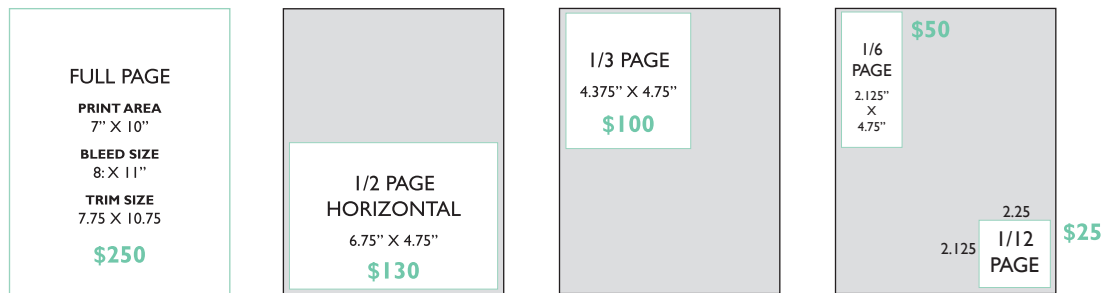 FULL PAGE
PRINT AREA
7” X 10”
BLEED SIZE
8: X 11”
TRIM SIZE
7.75 X 10.75
$250
1/2 PAGE
HORIZONTAL
6.75” X 4.75”
$130
1/3 PAGE
4.375” X 4.75”
$100
1/6
PAGE
2.125”
X
4.75”
$50
2.25
2.125
1/12
PAGE
$25